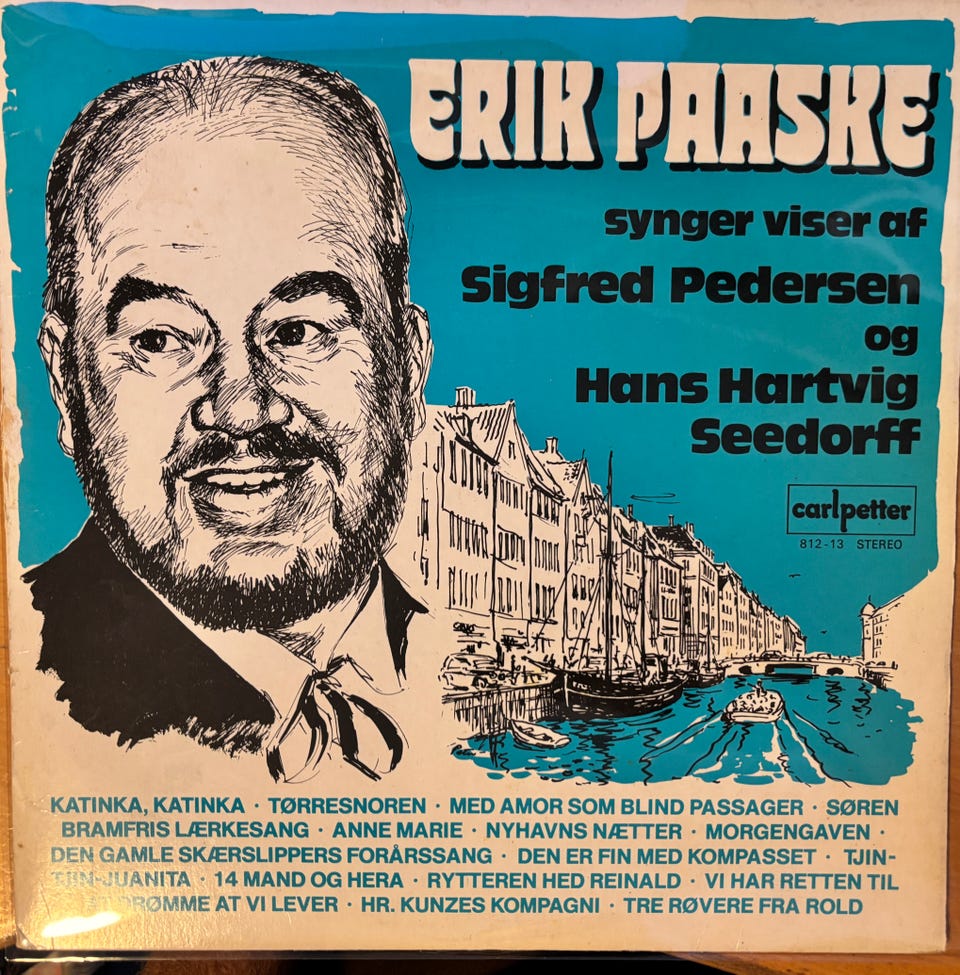 ERIK PAASKE
synger viser af
Sigfred Pedersen
og
Hans Hartvig
Seedorff
carlpetter
812-13 STEREO
KATINKA, KATINKA · TØRRESNOREN · MED AMOR SOM BLIND PASSAGER · SØREN
BRAMFRIS LÆRKESANG · ANNE MARIE · NYHAVNS NÆTTER · MORGENGAVEN ·
DEN GAMLE SKÆRSLIPPERS FORÅRSSANG · DEN ER FIN MED KOMPASSET · TJIN-
TJIN-JUANITA · 14 MAND OG HERA · RYTTEREN HED REINALD · VI HAR RETTEN TIL
AT DRØMME AT VI LEVER · HR. KUNZES KOMPAGNI · TRE RØVERE FRA ROLD